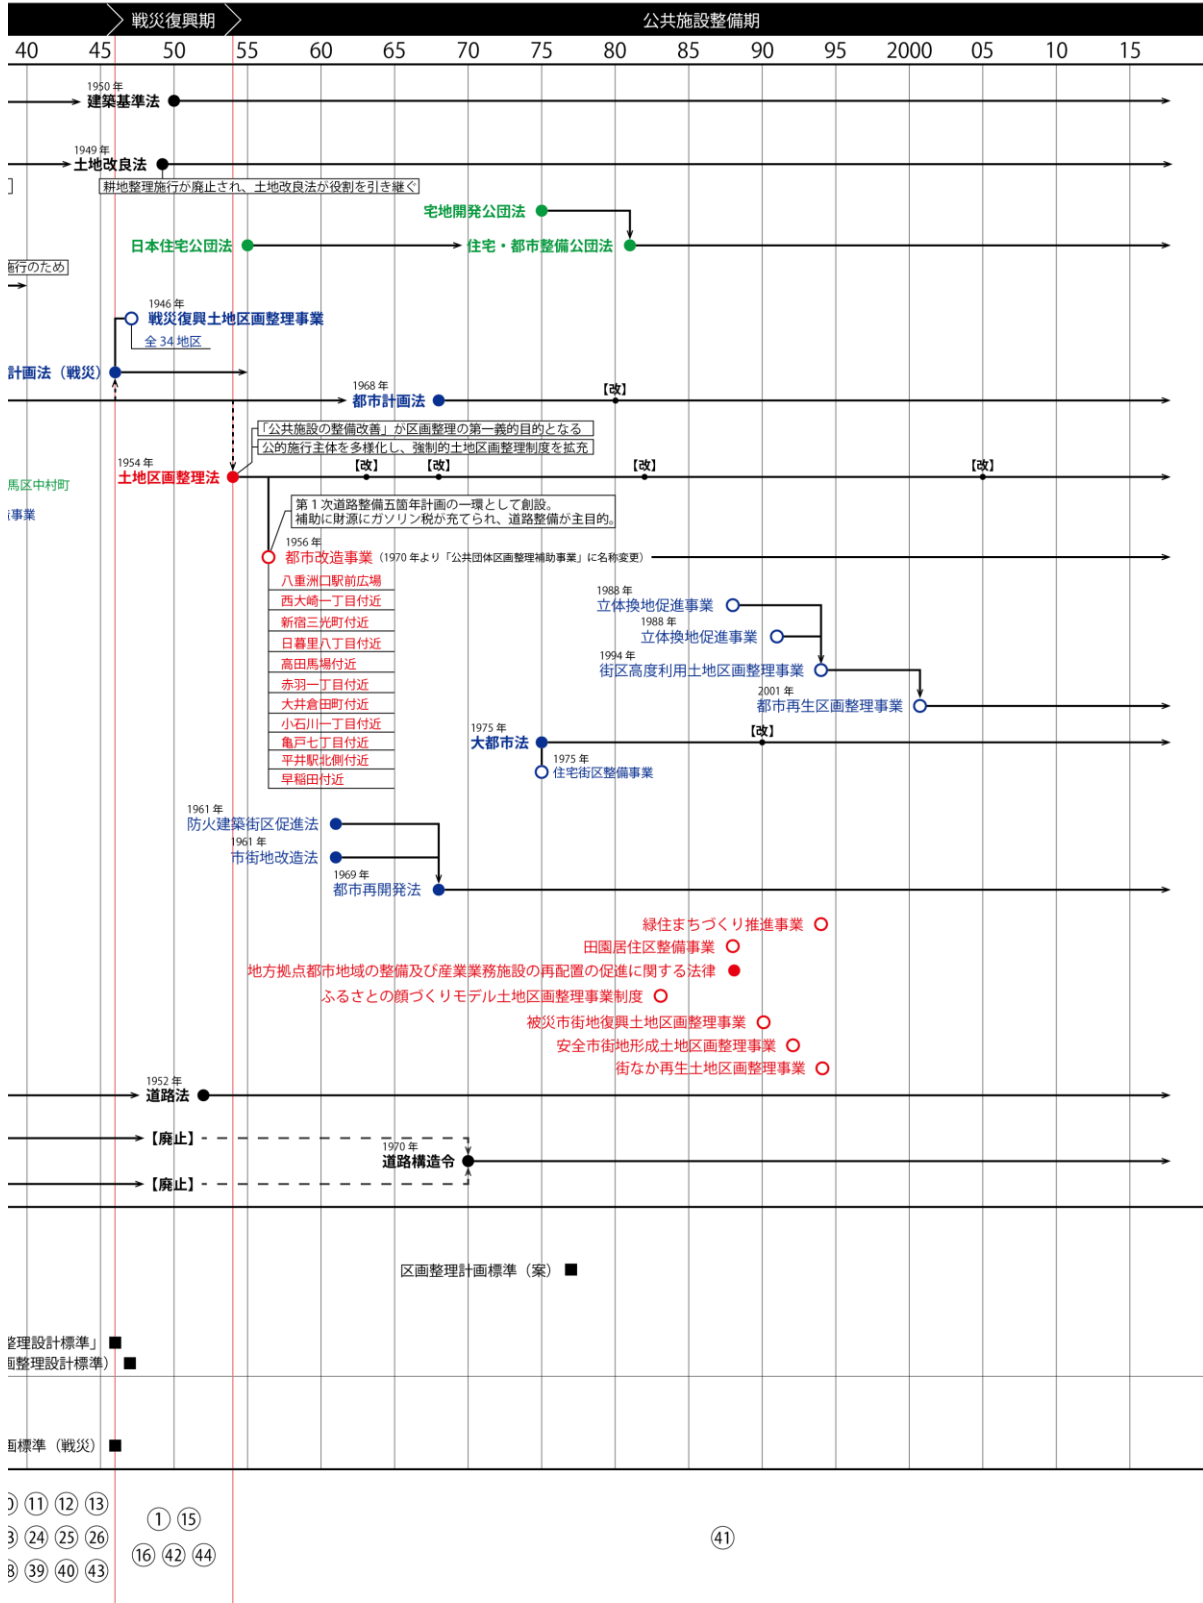 戦災復興期 公共施設整備期
40 45 50 55 60 65 70 75 80 85 90 95 2000 05 10 15
1950 年
建築基準法
1949 年
土地改良法
耕地整理施行が廃止され、土地改良法が役割を引き継ぐ
宅地開発公団法
日本住宅公団法 住宅・都市整備公団法
施行のため
1946 年
戦災復興土地区画整理事業
全 34 地区
計画法（戦災）
1968 年
都市計画法
【改】
「公共施設の整備改善」が区画整理の第一義的目的となる
公的施行主体を多様化し、強制的土地区画整理制度を拡充
1954 年
土地区画整理法
【改】 【改】 【改】 【改】
馬区中村町
事業
第 1 次道路整備五箇年計画の一環として創設。
補助に財源にガソリン税が充てられ、道路整備が主目的。
1956 年
都市改造事業（1970 年より「公共団体区画整理補助事業」に名称変更）
八重洲口駅前広場
西大崎一丁目付近
新宿三光町付近
日暮里八丁目付近
高田馬場付近
赤羽一丁目付近
大井倉田町付近
小石川一丁目付近
亀戸七丁目付近
平井駅北側付近
早稲田付近
1988 年
立体換地促進事業
1988 年
立体換地促進事業
1994 年
街区高度利用土地区画整理事業
2001 年
都市再生区画整理事業
1975 年
大都市法
【改】
1975 年
住宅街区整備事業
1961 年
防火建築街区促進法
1961 年
市街地改造法
1969 年
都市再開発法
緑住まちづくり推進事業
田園居住区整備事業
地方拠点都市地域の整備及び産業業務施設の再配置の促進に関する法律
ふるさとの顔づくりモデル土地区画整理事業制度
被災市街地復興土地区画整理事業
安全市街地形成土地区画整理事業
街なか再生土地区画整理事業
1952 年
道路法
【廃止】
1970 年
道路構造令
【廃止】
区画整理計画標準（案）
整理設計標準」
画整理設計標準）
画標準（戦災）
⑪ ⑫ ⑬
① ⑮
㉔ ㉕ ㉖
㊶
⑯ ㊷ ㊹
㊴ ㊵ ㊸